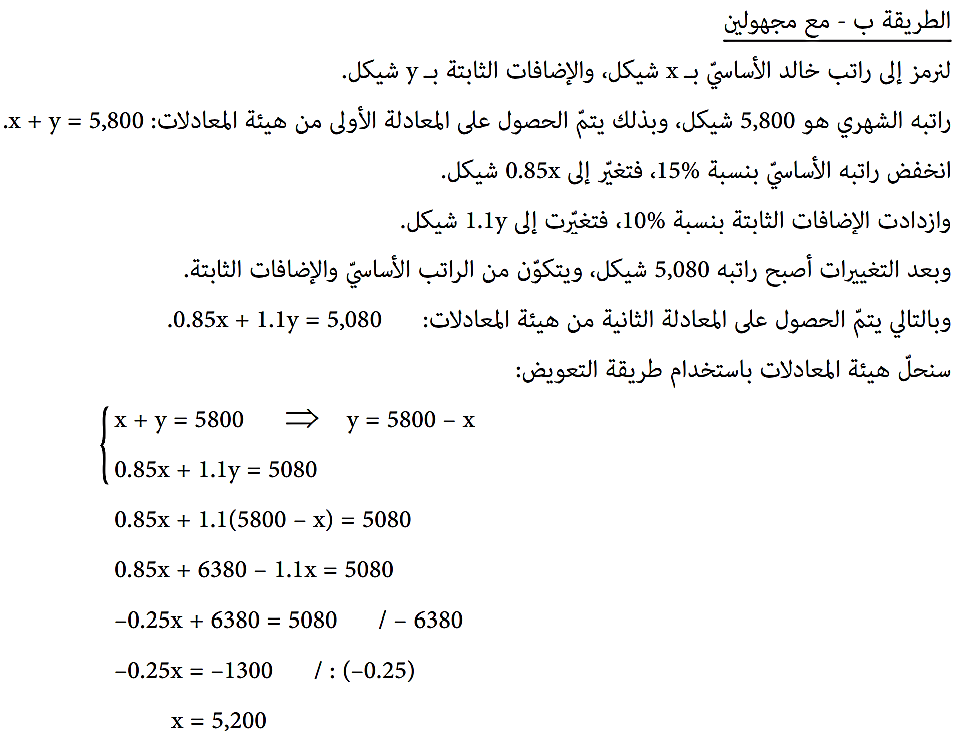 الطريقة ب - مع مجهولين
لنرمز إلى راتب خالد الأساسيّ بـ x شيكل، والإضافات الثابتة بـ y شيكل.
راتبه الشهري هو 5,800 شيكل، وبذلك يتمّ الحصول على المعادلة الأولى من هيئة المعادلات: x + y = 5,800.
انخفض راتبه الأساسيّ بنسبة 15%، فتغيّر إلى 0.85x شيكل.
وازدادت الإضافات الثابتة بنسبة 10%، فتغيّرت إلى 1.1y شيكل.
وبعد التغييرات أصبح راتبه 5,080 شيكل، ويتكوّن من الراتب الأساسيّ والإضافات الثابتة.
وبالتالي يتمّ الحصول على المعادلة الثانية من هيئة المعادلات: 0.85x + 1.1y = 5,080.
سنحلّ هيئة المعادلات باستخدام طريقة التعويض:
x + y = 5800 ⟹ y = 5800 – x
0.85x + 1.1y = 5080
0.85x + 1.1(5800 – x) = 5080
0.85x + 6380 – 1.1x = 5080
–0.25x + 6380 = 5080 / – 6380
–0.25x = –1300 / : (–0.25)
x = 5,200